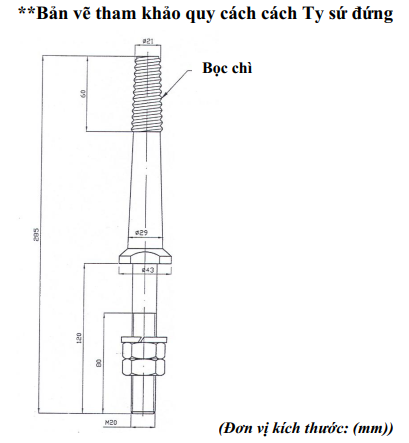 **Bản vẽ tham khảo quy cách cách Ty sứ đứng
ø21
Bọc chì
60
285
ø29
ø43
120
80
M20
(Đơn vị kích thước: (mm))